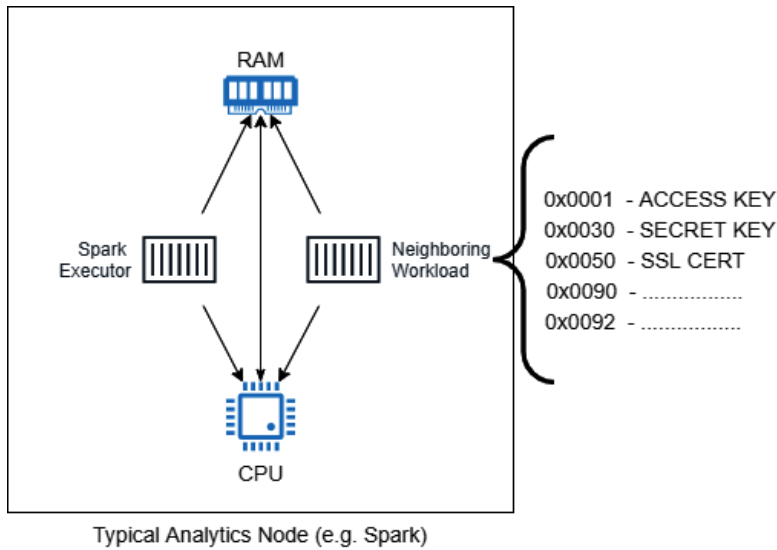 RAM
Spark
Executor
Neighboring
Workload
0x0001 - ACCESS KEY
0x0030 - SECRET KEY
0x0050 - SSL CERT
0x0090 - .................
0x0092 - .................
CPU
Typical Analytics Node (e.g. Spark)